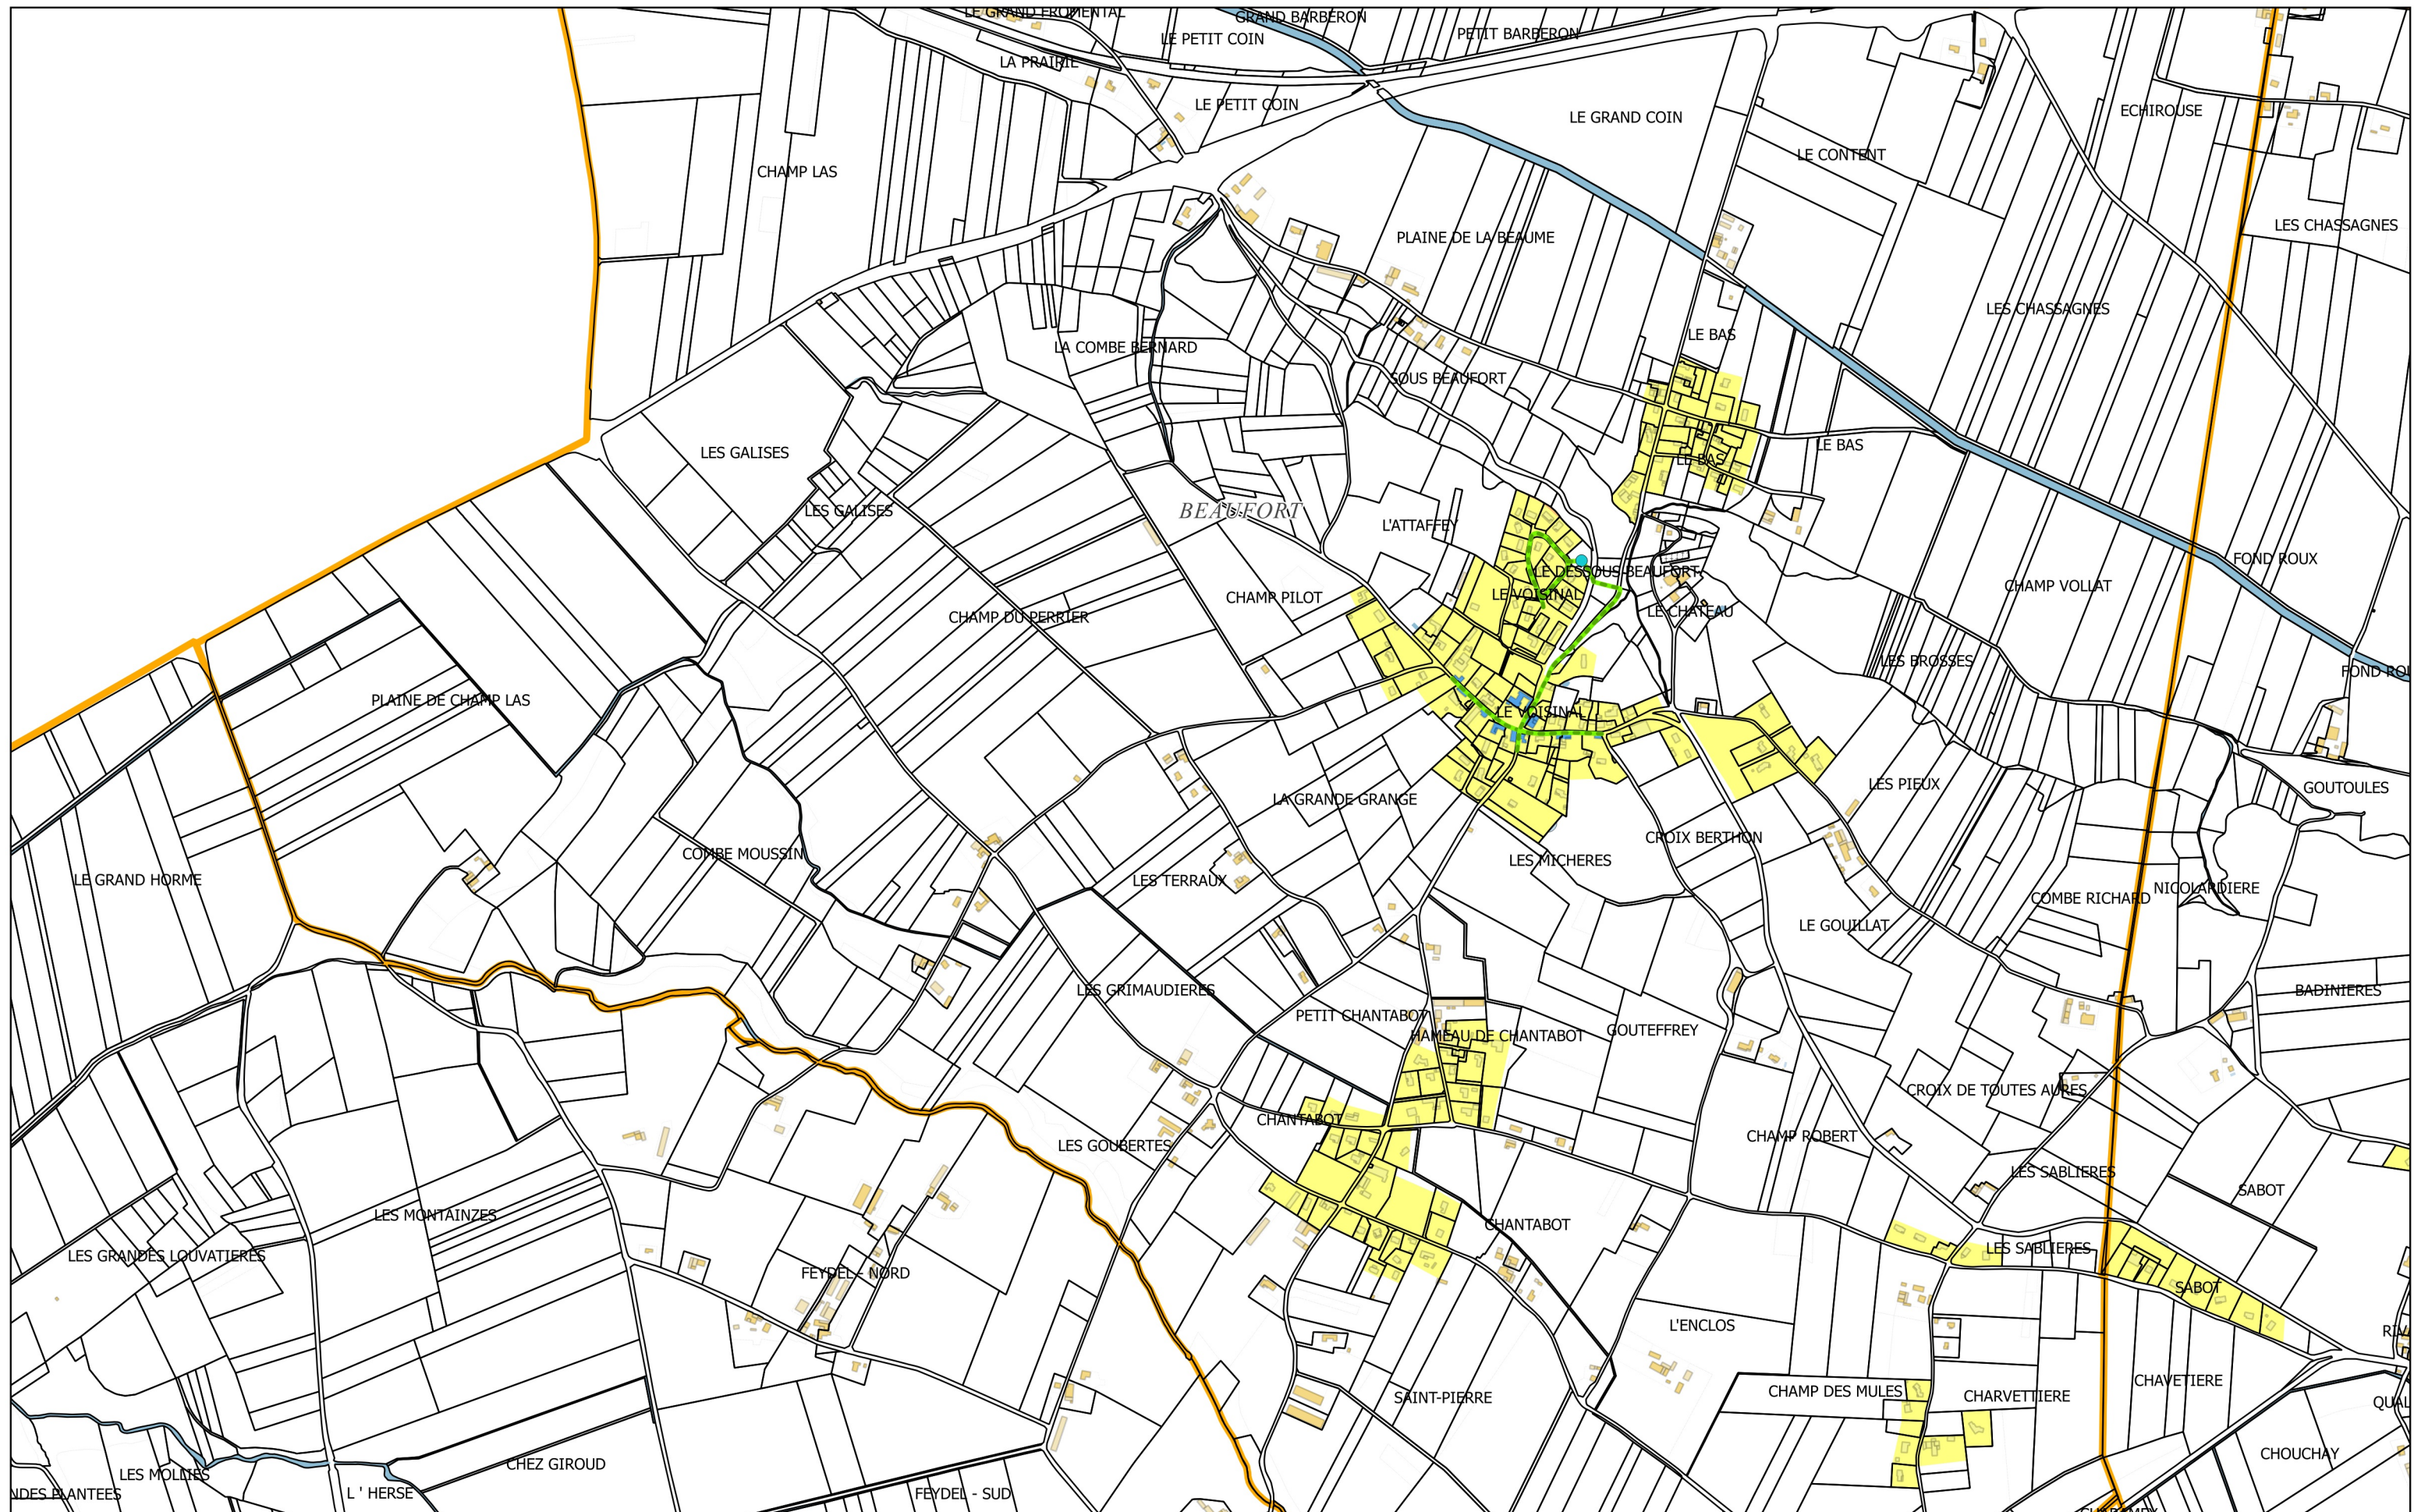 LE GRAND FROMENTAL
GRAND BARBERON
LE PETIT COIN
PETIT BARBERON
LA PRAIRIE
LE PETIT COIN
LE GRAND COIN
ECHIROUSE
LE CONTENT
CHAMP LAS
LES CHASSAGNES
PLAINE DE LA BEAUME
LES CHASSAGNES
LE BAS
LA COMBE BERNARD
SOUS BEAUFORT
LE BAS
LES GALISES
LE BAS
LES GALISES
BEAUFORT
L'ATTAFFEY
FOND ROUX
LE DESSOUS-BEAUFORT
CHAMP VOLLAT
LE VOISINAL
CHAMP PILOT
LE CHATEAU
CHAMP DU PERRIER
LES BROSSES
FOND ROU
PLAINE DE CHAMP LAS
LE VOISINAL
LES PIEUX
GOUTOULES
LA GRANDE GRANGE
CROIX BERTHON
COMBE MOUSSIN
LES MICHERES
LE GRAND HORME
LES TERRAUX
NICOLARDIERE
COMBE RICHARD
LE GOUILLAT
LES GRIMAUDIERES
BADINIERES
PETIT CHANTABOT
GOUTEFFREY
HAMEAU DE CHANTABOT
CROIX DE TOUTES AURES
CHANTABOT
CHAMP ROBERT
LES GOUBERTES
LES SABLIERES
SABOT
LES MONTAINZES
CHANTABOT
LES SABLIERES
LES GRANDES LOUVATIERES
FEYDEL - NORD
SABOT
L'ENCLOS
RIV
CHAVETIERE
CHAMP DES MULES
CHARVETTIERE
SAINT-PIERRE
QUAL
CHOUCHAY
CHEZ GIROUD
LES MOLLIES
L ' HERSE
FEYDEL - SUD
NDES PLANTEES